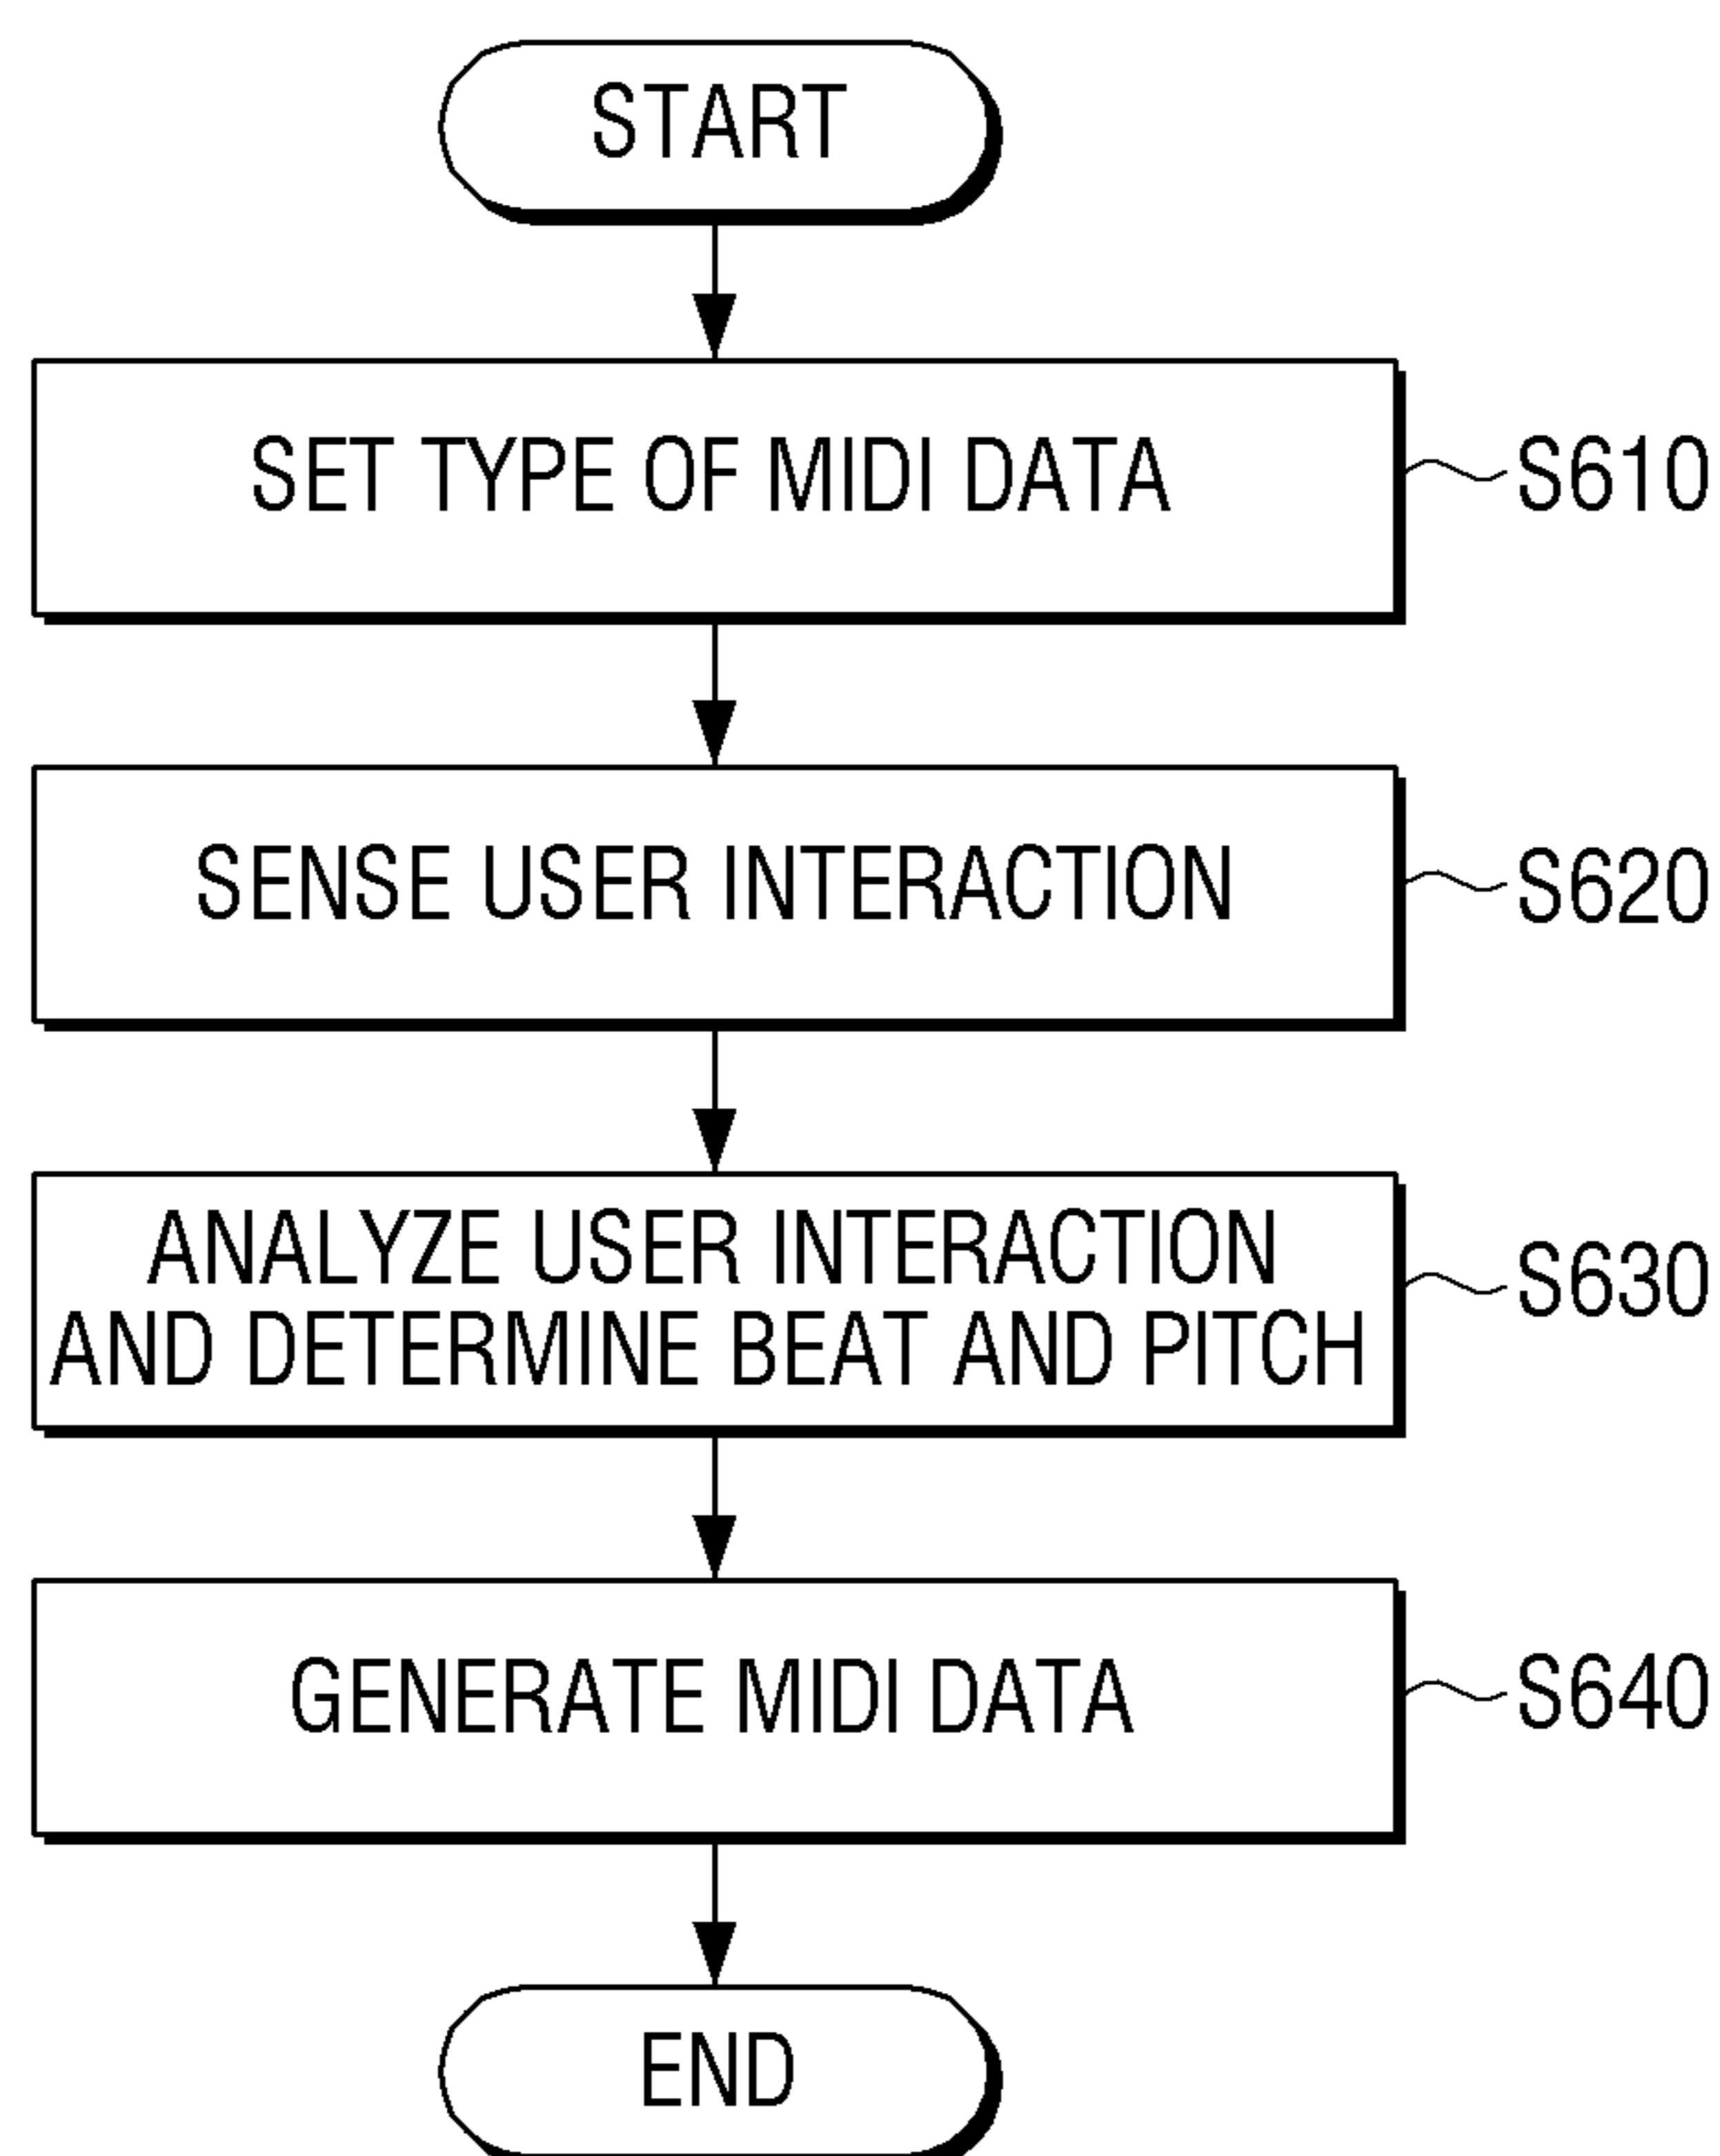 START
SET TYPE OF MIDI DATA
S610
SENSE USER INTERACTION
S620
ANALYZE USER INTERACTION
AND DETERMINE BEAT AND PITCH
S630
GENERATE MIDI DATA
S640
END